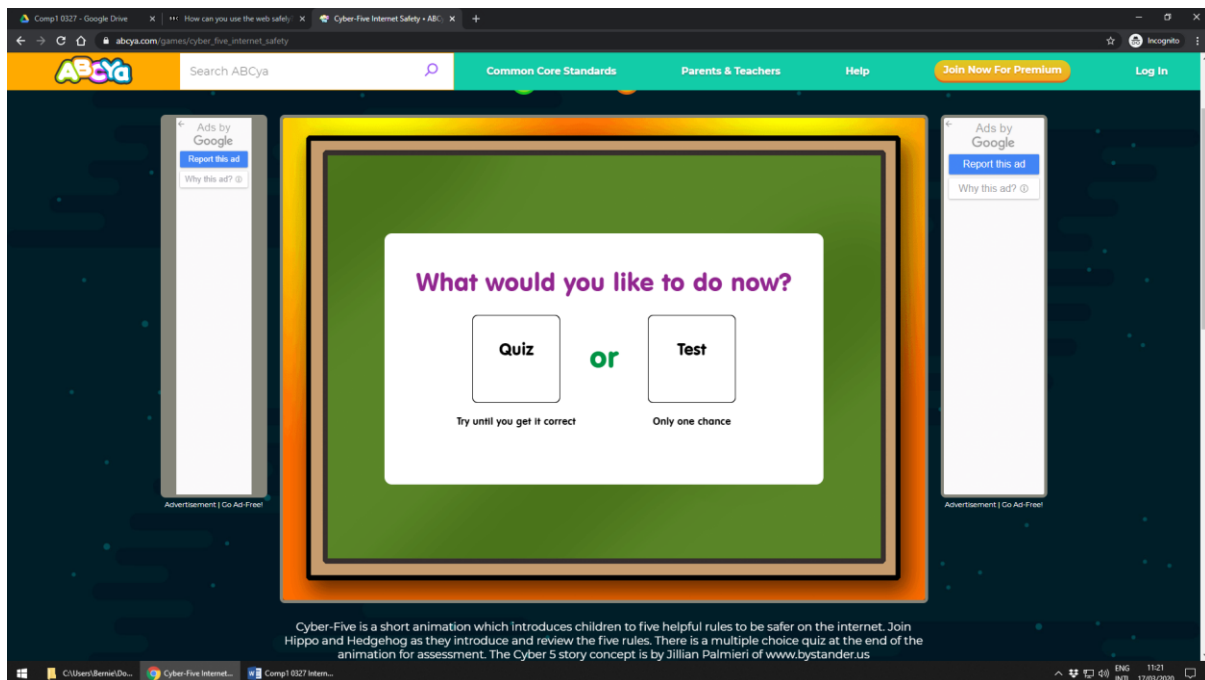 Comp1 0327 - Google Drive
How can you use the web safely
Cyber-Five Internet Safety • ABC
abcya.com/games/cyber_five_internet_safety
Incognito
ABCYa
Search ABCya
Common Core Standards
Parents & Teachers
Help
Join Now For Premium
Log In
Ads by
Google
Report this ad
Why this ad?
Ads by
Google
Report this ad
Why this ad?
What would you like to do now?
Quiz
or
Test
Try until you get it correct
Only one chance
Advertisement | Go Ad-Free!
Advertisement | Go Ad-Free!
Cyber-Five is a short animation which introduces children to five helpful rules to be safer on the internet. Join
Hippo and Hedgehog as they introduce and review the five rules. There is a multiple choice quiz at the end of the
animation for assessment. The Cyber 5 story concept is by Jillian Palmieri of www.bystander.us
C:\Users\Bernie\Do...
Cyber-Five Internet...
Comp1 0327 Intern...
ENG
INTL
11:21
17/03/2020